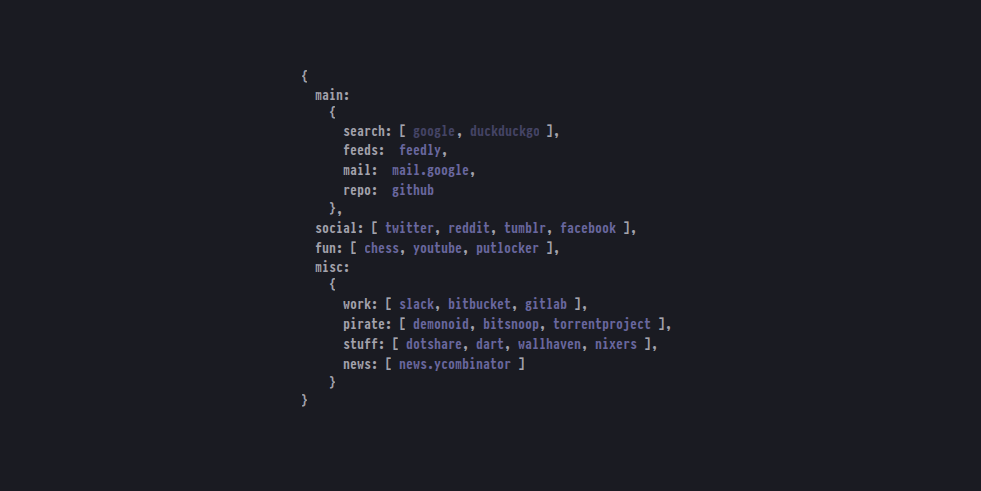 {
main:
{
search: [ google, duckduckgo ],
feeds: feedly,
mail: mail.google,
repo: github
},
social: [ twitter, reddit, tumblr, facebook ],
fun: [ chess, youtube, putlocker ],
misc:
{
work: [ slack, bitbucket, gitlab ],
pirate: [ demonoid, bitsnoop, torrentproject ],
stuff: [ dotshare, dart, wallhaven, nixers ],
news: [ news.ycombinator ]
}
}